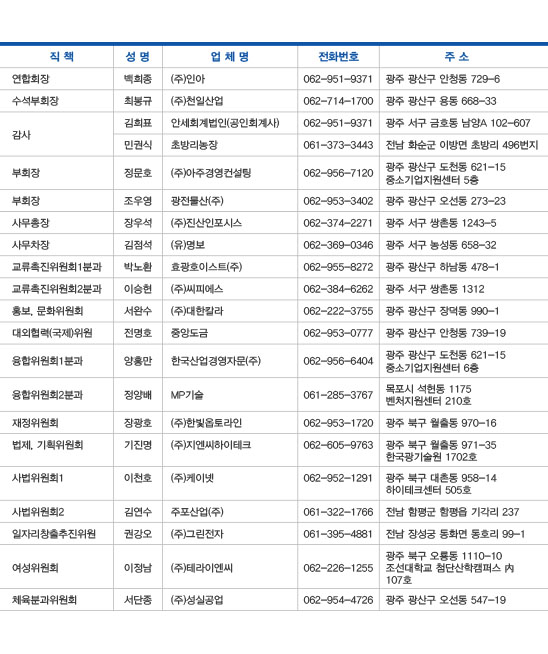 직 책 성 명 업 체 명 전화번호 주 소
연합회장 백희종 (주)인아 062-951-9371 광주 광산구 안청동 729-6
수석부회장 최봉규 (주)천일산업 062-714-1700 광주 광산구 용동 668-33
감사 김희표 안세회계법인(공인회계사) 062-951-9371 광주 서구 금호동 남양A 102-607
민권식 초방리농장 061-373-3443 전남 화순군 이방면 초방리 496번지
부회장 정문호 (주)아주경영컨설팅 062-956-7120 광주 광산구 도천동 621-15
중소기업지원센터 5층
부회장 조우영 광전물산(주) 062-953-3402 광주 광산구 오선동 273-23
사무총장 장우석 (주)진산인포시스 062-374-2271 광주 서구 쌍촌동 1243-5
사무차장 김점석 (유)명보 062-369-0346 광주 서구 농성동 658-32
교류촉진위원회1분과 박노환 효광호이스트(주) 062-955-8272 광주 광산구 하남동 478-1
교류촉진위원회2분과 이승현 (주)씨피에스 062-384-6262 광주 서구 쌍촌동 1312
홍보, 문화위원회 서완수 (주)대한칼라 062-222-3755 광주 광산구 장덕동 990-1
대외협력(국제)위원 전명호 중앙도금 062-953-0777 광주 광산구 안청동 739-19
융합위원회1분과 양홍만 한국산업경영자문(주) 062-956-6404 광주 광산구 도천동 621-15
중소기업지원센터 6층
융합위원회2분과 정양배 MP기술 061-285-3767 목포시 석현동 1175
벤처지원센터 210호
재정위원회 장광호 (주)한빛옵토라인 062-953-1720 광주 북구 월출동 970-16
법제, 기획위원회 기진명 (주)지엔씨하이테크 062-605-9763 광주 북구 월출동 971-35
한국광기술원 1702호
사법위원회1 이천호 (주)케이넷 062-952-1291 광주 북구 대촌동 958-14
하이테크센터 505호
사법위원회2 김연수 주포산업(주) 061-322-1766 전남 함평군 함평읍 기각리 237
일자리창출추진위원 권강오 (주)그린전자 061-395-4881 전남 장성궁 동화면 동호리 99-1
여성위원회 이정남 (주)테라이엔씨 062-226-1255 광주 북구 오룡동 1110-10
조선대학교 첨단산학캠퍼스 內
107호
체육분과위원회 서단종 (주)성실공업 062-954-4726 광주 광산구 오선동 547-19